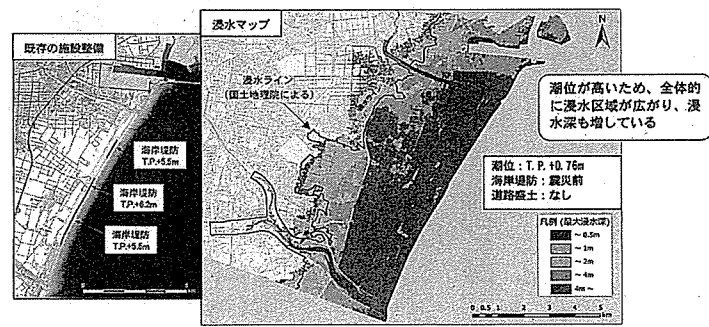 既存の施設整備
海岸堤防
T.P.+5.5m
海岸堤防
T.P.+6.2m
海岸堤防
T.P.+5.5m
浸水マップ
浸水ライン
(国土地理院による)
N
潮位が高いため、全体的
に浸水区域が広がり、浸
水深も増している
潮位：T.P.+0.76m
海岸堤防：震災前
道路盛土：なし
凡例(最大浸水深)
～0.5m
～1m
～2m
～4m
4m～
0 0.5 1 2 3 4 5
km